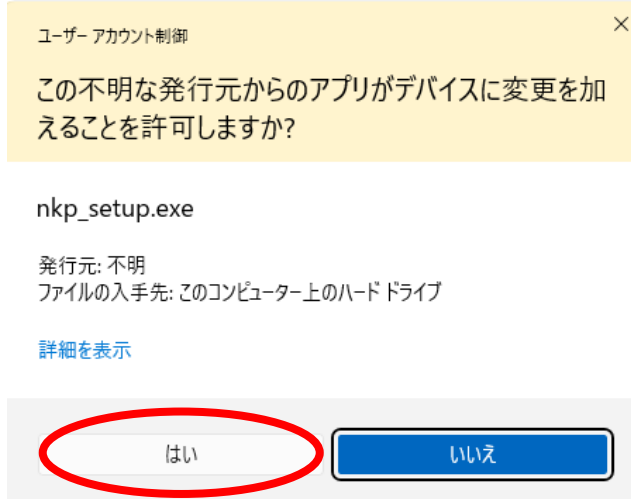 ユーザー アカウント制御
この不明な発行元からのアプリがデバイスに変更を加
えることを許可しますか?
nkp_setup.exe
発行元: 不明
ファイルの入手先: このコンピューター上のハード ドライブ
詳細を表示
はい
いいえ